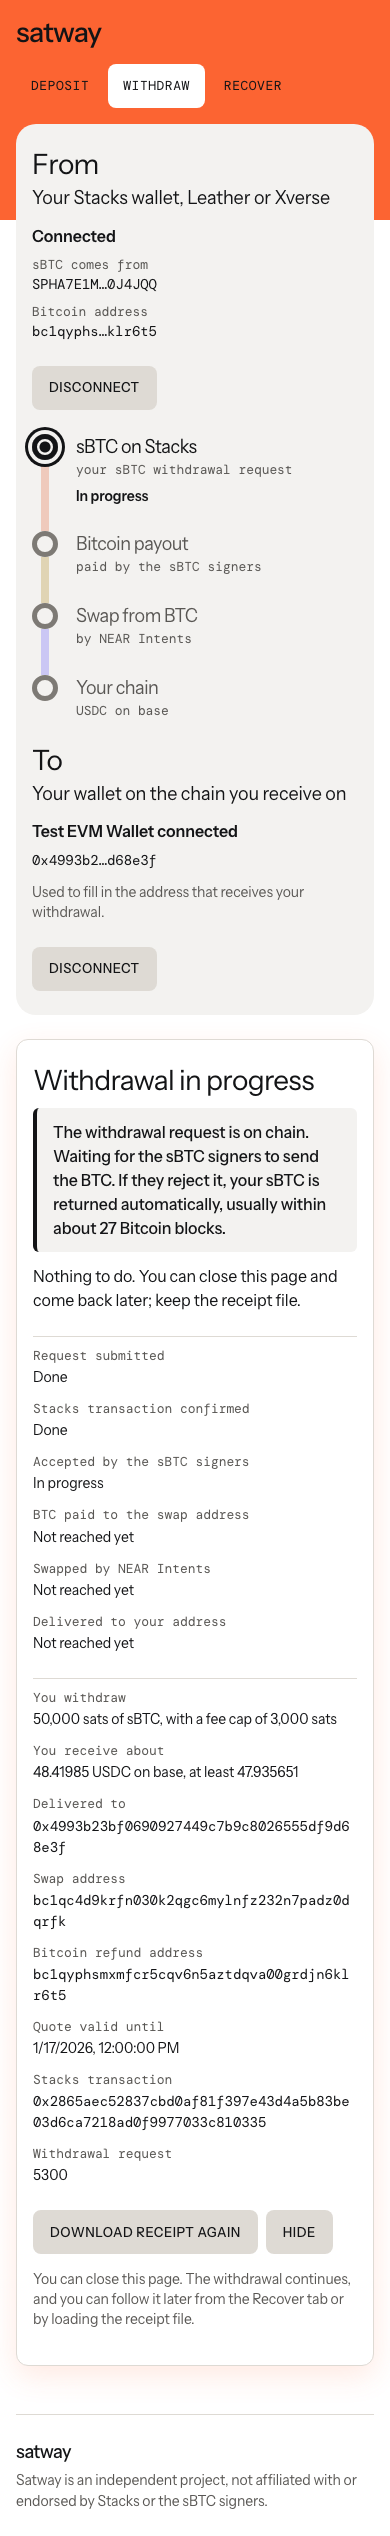 satway
DEPOSIT
WITHDRAW
RECOVER
From
Your Stacks wallet, Leather or Xverse
Connected
sBTC comes from
SPHA7E1M…0J4JQQ
Bitcoin address
bc1qyphs…klr6t5
DISCONNECT
sBTC on Stacks
your sBTC withdrawal request
In progress
Bitcoin payout
paid by the sBTC signers
Swap from BTC
by NEAR Intents
Your chain
USDC on base
To
Your wallet on the chain you receive on
Test EVM Wallet connected
0x4993b2…d68e3f
Used to fill in the address that receives your
withdrawal.
DISCONNECT
Withdrawal in progress
The withdrawal request is on chain.
Waiting for the sBTC signers to send
the BTC. If they reject it, your sBTC is
returned automatically, usually within
about 27 Bitcoin blocks.
Nothing to do. You can close this page and
come back later; keep the receipt file.
Request submitted
Done
Stacks transaction confirmed
Done
Accepted by the sBTC signers
In progress
BTC paid to the swap address
Not reached yet
Swapped by NEAR Intents
Not reached yet
Delivered to your address
Not reached yet
You withdraw
50,000 sats of sBTC, with a fee cap of 3,000 sats
You receive about
48.41985 USDC on base, at least 47.935651
Delivered to
0x4993b23bf0690927449c7b9c8026555df9d6
8e3f
Swap address
bc1qc4d9krfn030k2qgc6mylnfz232n7padz0d
qrfk
Bitcoin refund address
bc1qyphsmxmfcr5cqv6n5aztdqva00grdjn6kl
r6t5
Quote valid until
1/17/2026, 12:00:00 PM
Stacks transaction
0x2865aec52837cbd0af81f397e43d4a5b83be
03d6ca7218ad0f9977033c810335
Withdrawal request
5300
DOWNLOAD RECEIPT AGAIN
HIDE
You can close this page. The withdrawal continues,
and you can follow it later from the Recover tab or
by loading the receipt file.
satway
Satway is an independent project, not affiliated with or
endorsed by Stacks or the sBTC signers.